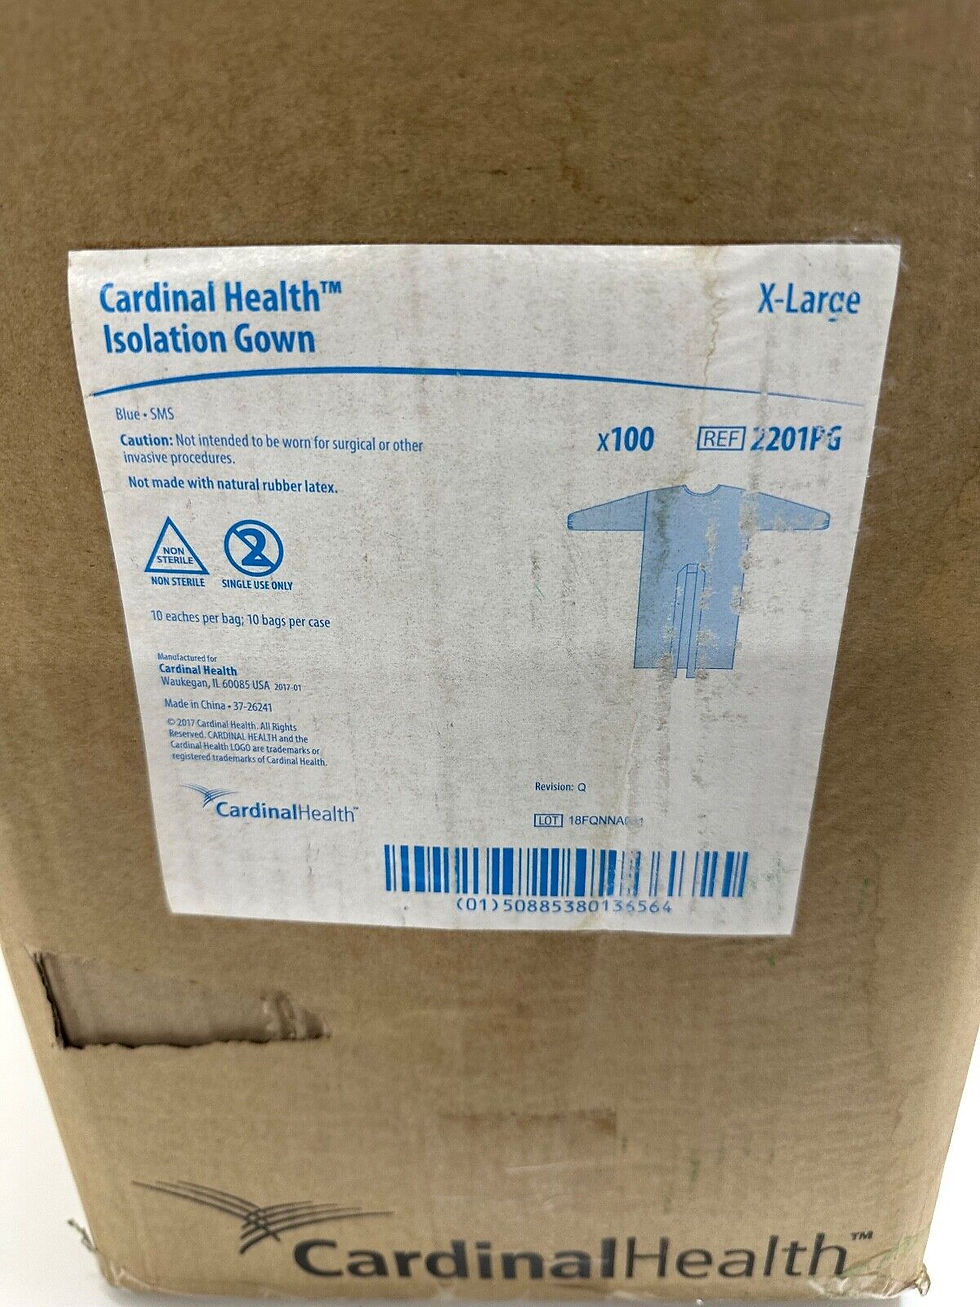 Cardinal Health™
Isolation Gown
X-Large
Blue • SMS
Caution: Not intended to be worn for surgical or other
invasive procedures.
Not made with natural rubber latex.
x100
REF 2201PG
NON
STERILE
NON STERILE
2
SINGLE USE ONLY
10 eaches per bag; 10 bags per case
Manufactured for
Cardinal Health
Waukegan, IL 60085 USA 2017-01
Made in China • 37-26241
© 2017 Cardinal Health. All Rights
Reserved. CARDINAL HEALTH and the
Cardinal Health LOGO are trademarks or
registered trademarks of Cardinal Health.
CardinalHealth™
Revision: Q
LOT
(01)50885380136564
CardinalHealth™